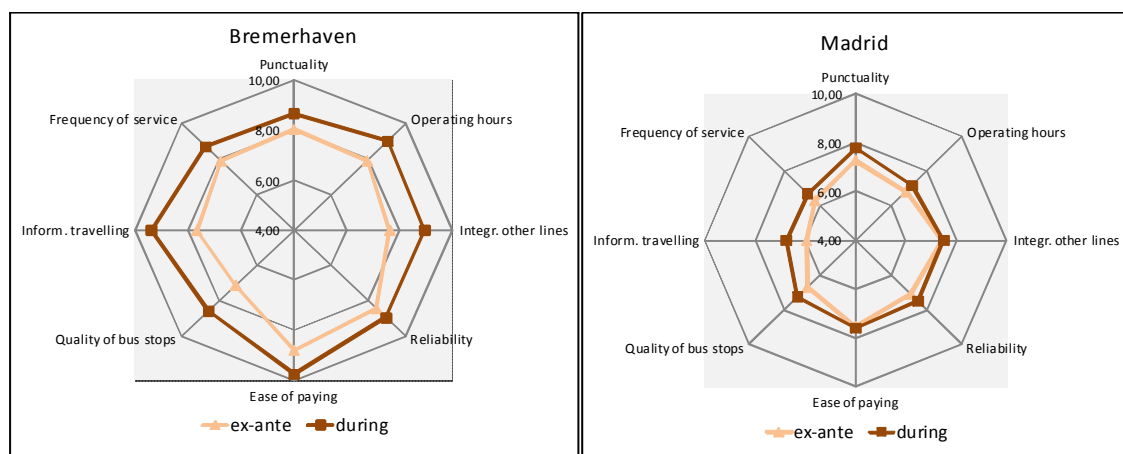 Bremerhaven
Punctuality
10,00
Frequency of service
Operating hours
8,00
6,00
Inform. travelling
4,00
Integr. other lines
Quality of bus stops
Reliability
Ease of paying
ex-ante
during
Madrid
Punctuality
10,00
Frequency of service
Operating hours
8,00
6,00
Inform. travelling
4,00
Integr. other lines
Quality of bus stops
Reliability
Ease of paying
ex-ante
during